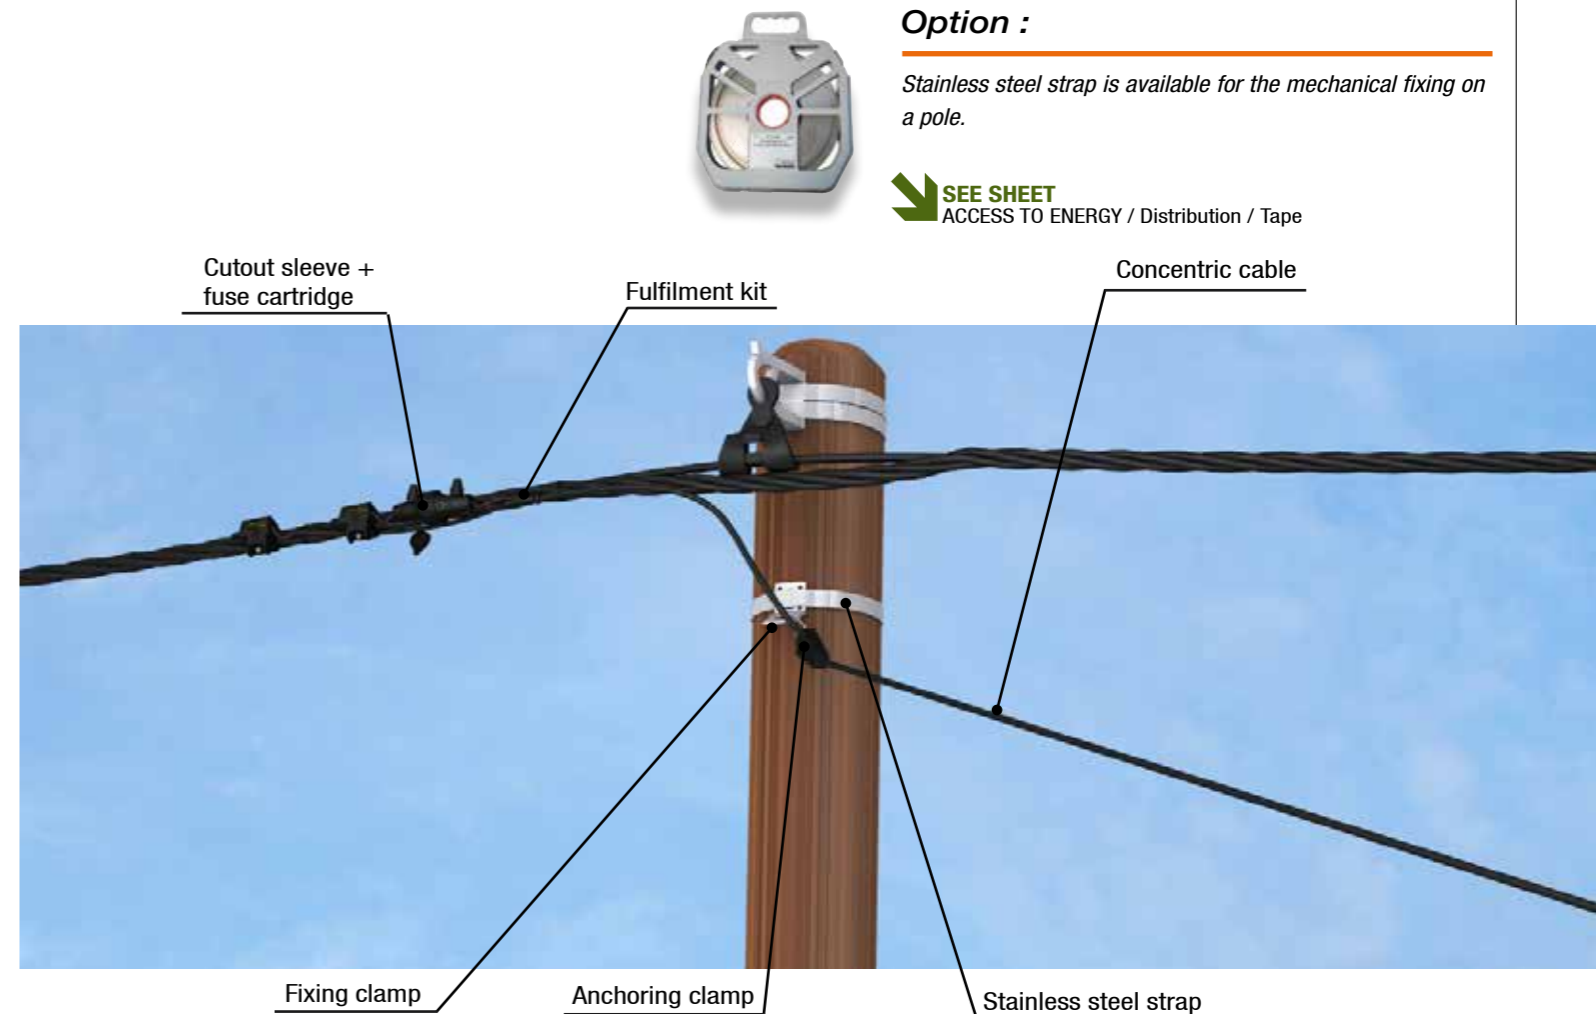 Option :
Stainless steel strap is available for the mechanical fixing on
a pole.
SEE SHEET
ACCESS TO ENERGY / Distribution / Tape
Cutout sleeve +
fuse cartridge
Fulfilment kit
Concentric cable
Fixing clamp
Anchoring clamp
Stainless steel strap